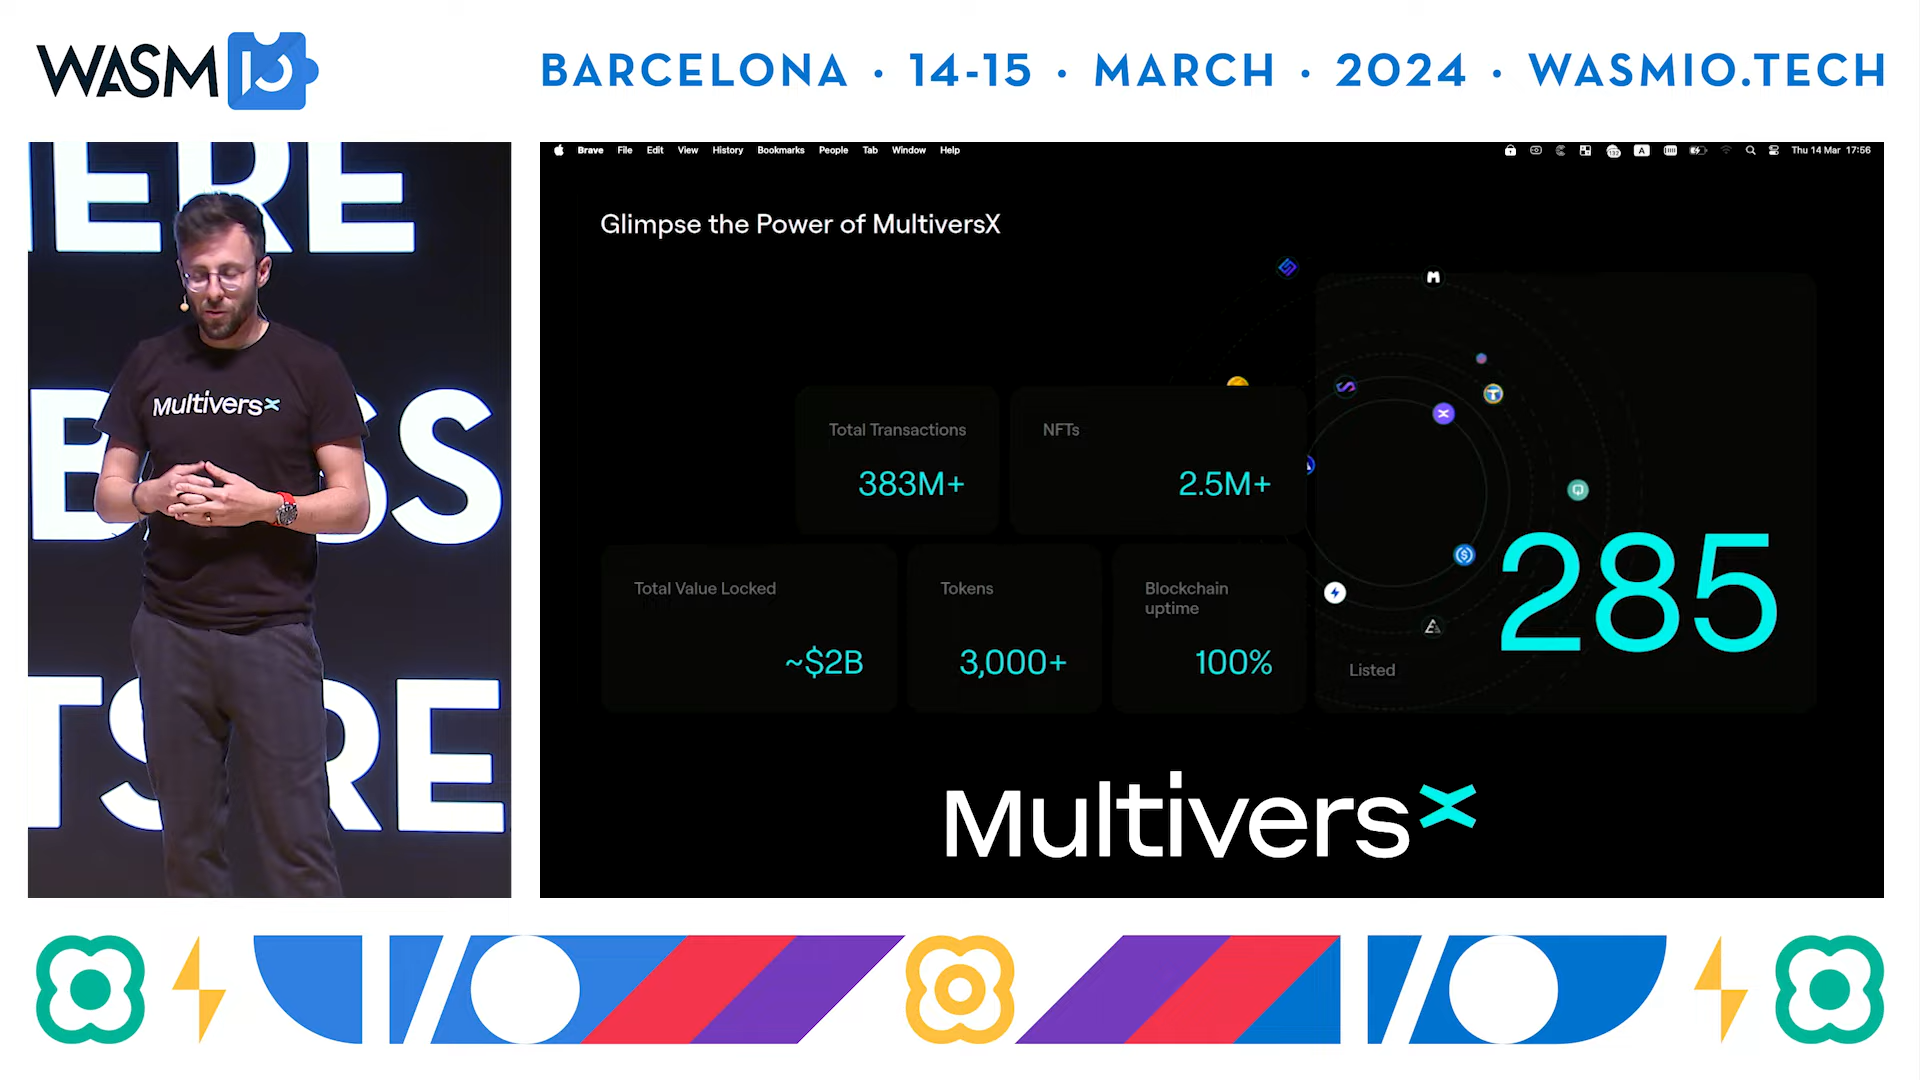 WASM IO
BARCELONA · 14-15 · MARCH · 2024 · WASMIO.TECH
Brave File Edit View History Bookmarks People Tab Window Help
Thu 14 Mar 17:56
Glimpse the Power of MultiversX
Total Transactions
383M+
NFTs
2.5M+
Total Value Locked
~$2B
Tokens
3,000+
Blockchain
uptime
100%
Listed
285
MultiversX
MultiversX